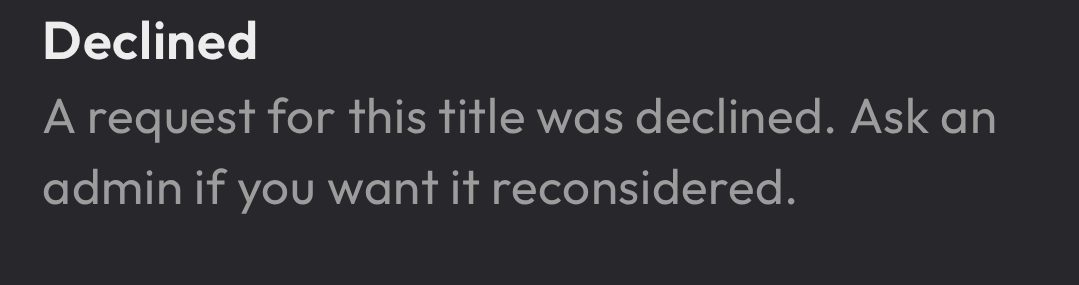 Declined
A request for this title was declined. Ask an
admin if you want it reconsidered.